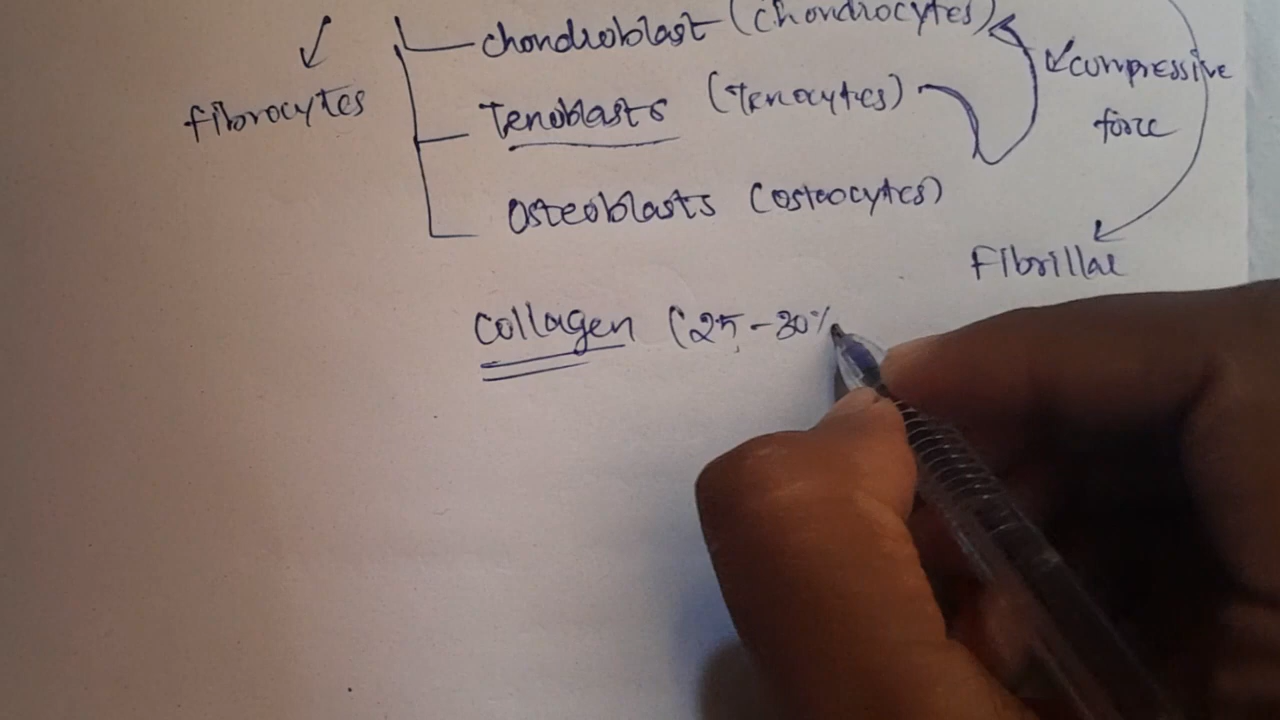 chondroblast (chondrocytes)
compressive
force
fibrocytes
Tenoblasts (Tenocytes)
Osteoblasts (osteocytes)
Fibrillae
Collagen (25-30%